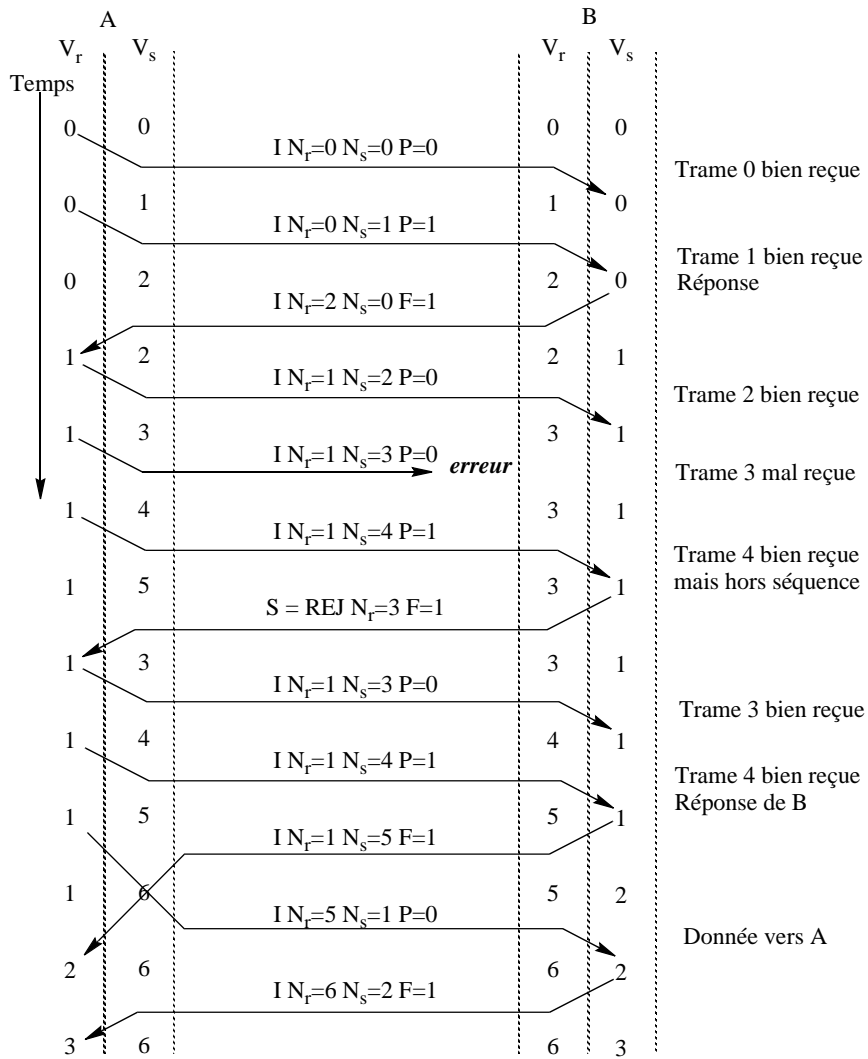 A B
Vr Vs Vr Vs
Temps
0 0 0 0
I Nr=0 Ns=0 P=0
Trame 0 bien reçue
0 1 1 0
I Nr=0 Ns=1 P=1
Trame 1 bien reçue
Réponse
0 2 2 0
I Nr=2 Ns=0 F=1
1 2 2 1
I Nr=1 Ns=2 P=0
Trame 2 bien reçue
1 3 3 1
I Nr=1 Ns=3 P=0
erreur
Trame 3 mal reçue
1 4 3 1
I Nr=1 Ns=4 P=1
Trame 4 bien reçue
mais hors séquence
1 5 3 1
S = REJ Nr=3 F=1
1 3 3 1
I Nr=1 Ns=3 P=0
Trame 3 bien reçue
1 4 4 1
I Nr=1 Ns=4 P=1
Trame 4 bien reçue
Réponse de B
1 5 5 1
I Nr=1 Ns=5 F=1
1 6 5 2
I Nr=5 Ns=1 P=0
Donnée vers A
2 6 6 2
I Nr=6 Ns=2 F=1
3 6 6 3